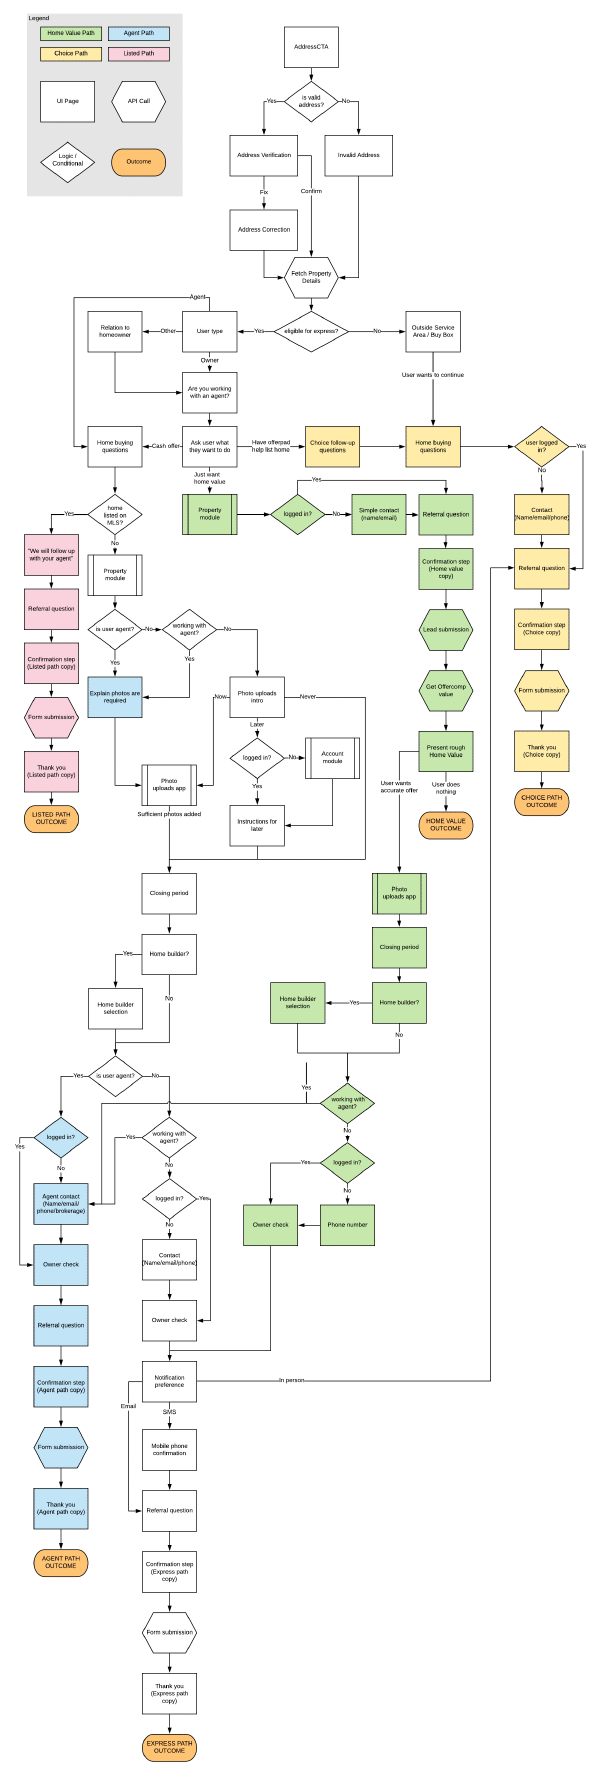 Legend
Home Value Path
Agent Path
Choice Path
Listed Path
UI Page
API Call
Logic /
Conditional
Outcome
AddressCTA
is valid
address?
Yes
No
Address Verification
Invalid Address
Fix
Confirm
Address Correction
Fetch Property
Details
Agent
Relation to
homeowner
Other
User type
Yes
eligible for express?
No
Outside Service
Area / Buy Box
Owner
User wants to continue
Are you working
with an agent?
Home buying
questions
Cash offer
Ask user what
they want to do
Have offerpad
help list home
Choice follow-up
questions
Home buying
questions
user logged
in?
Yes
No
Just want
home value
Yes
home
listed on
MLS?
Yes
No
Property
module
logged in?
No
Simple contact
(name/email)
Referral question
Contact
(Name/email/phone)
"We will follow up
with your agent"
Property
module
Confirmation step
(Home value
copy)
Referral question
Referral question
is user agent?
No
working with
agent?
No
Lead submission
Confirmation step
(Choice copy)
Yes
Yes
Confirmation step
(Listed path copy)
Explain photos are
required
Now
Photo uploads
intro
Never
Get Offercomp
value
Form submission
Form submission
Later
Thank you
(Listed path copy)
logged in?
No
Account
module
Present rough
Home Value
Thank you
(Choice copy)
Photo
uploads app
Yes
User wants
accurate offer
User does
nothing
CHOICE PATH
OUTCOME
LISTED PATH
OUTCOME
Sufficient photos added
Instructions for
later
HOME VALUE
OUTCOME
Closing period
Photo
uploads app
Yes
Home builder?
Closing period
No
Home builder
selection
Home builder
selection
Yes
Home builder?
No
Yes
is user agent?
No
Yes
working with
agent?
No
Yes
logged in?
Yes
working with
agent?
No
No
Yes
logged in?
No
Agent contact
(Name/email/
phone/brokerage)
logged in?
Yes
No
Owner check
Phone number
Owner check
Contact
(Name/email/phone)
Referral question
Owner check
Confirmation step
(Agent path copy)
Notification
preference
In person
Email
SMS
Form submission
Mobile phone
confirmation
Thank you
(Agent path copy)
Referral question
AGENT PATH
OUTCOME
Confirmation step
(Express path
copy)
Form submission
Thank you
(Express path
copy)
EXPRESS PATH
OUTCOME